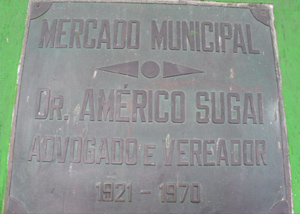 MERCADO MUNICIPAL
DR. AMÉRICO SUGAI
ADVOGADO E VEREADOR
1921 - 1970